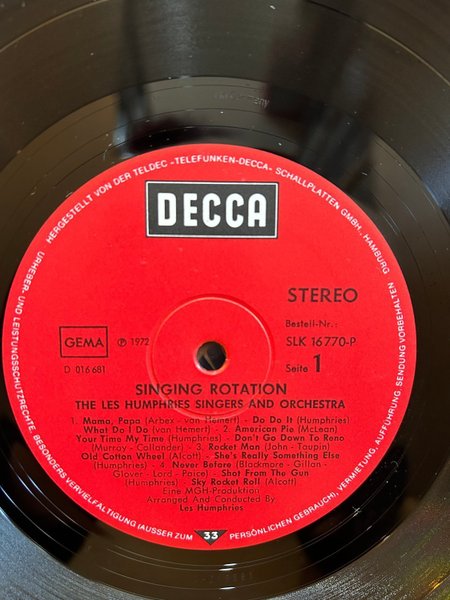 HERGESTELLT VON DER TELDEC »TELEFUNKEN-DECCA« SCHALLPLATTEN GMBH, HAMBURG
URHEBER- UND LEISTUNGSSCHUTZRECHTE, BESONDERS VERVIELFÄLTIGUNG (AUSSER ZUM PERSÖNLICHEN GEBRAUCH), VERMIETUNG, AUFFÜHRUNG, SENDUNG VORBEHALTEN
DECCA
STEREO
Bestell-Nr.:
GEMA
℗ 1972
SLK 16770-P
D 016 681
Seite 1
SINGING ROTATION
THE LES HUMPHRIES SINGERS AND ORCHESTRA
1. Mama, Papa (Arbex - van Hemert) - Do De It (Humphries)
What Do I Do (van Hemert) - 2. American Pie (McLean)
Your Time My Time (Humphries) - Don't Go Down To Reno
(Murray - Callander) - 3. Rocket Man (John - Taupin)
Old Cotton Wheel (Alcott) - She's Really Something Else
(Humphries) - 4. Never Before (Blackmore - Gillan -
Glover - Lord - Paice) - Shot From The Gun
(Humphries) - Sky Rocket Roll (Alcott)
Eine MGH-Produktion
Arranged And Conducted By
Les Humphries
33